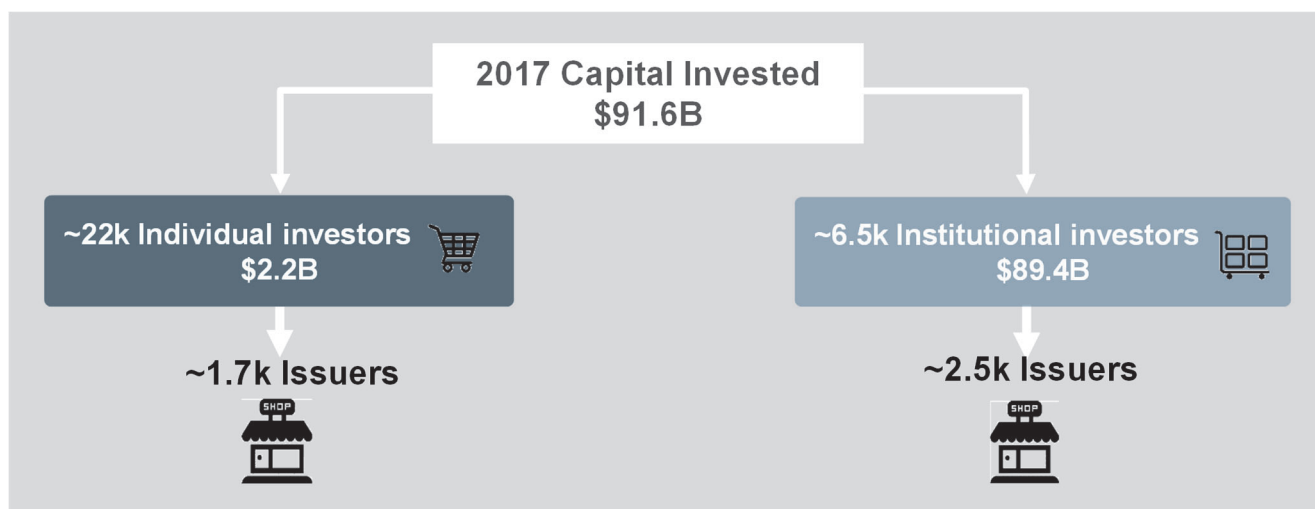 2017 Capital Invested
$91.6B
~22k Individual investors
$2.2B
~6.5k Institutional investors
$89.4B
~1.7k Issuers
~2.5k Issuers
SHOP
SHOP